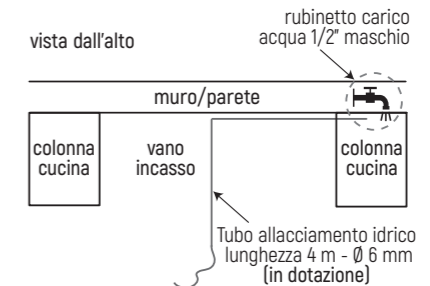 vista dall'alto
rubinetto carico
acqua 1/2" maschio
muro/parete
colonna
cucina
vano
incasso
colonna
cucina
Tubo allacciamento idrico
lunghezza 4 m - Ø 6 mm
(in dotazione)